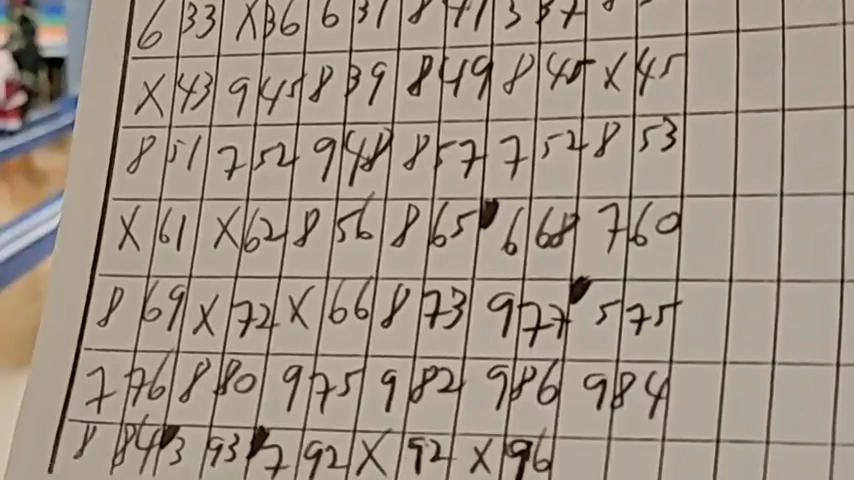 6 33 X 36 6 31 8 41 3 37
X 43 9 45 8 39 8 49 8 45 X 45
8 51 7 52 9 48 8 57 7 52 8 53
X 61 X 62 8 56 8 65 6 68 7 60
8 69 X 72 X 66 8 73 9 77 5 75
7 76 8 80 9 75 9 82 9 86 9 84
8 84 3 93 7 92 X 92 X 96